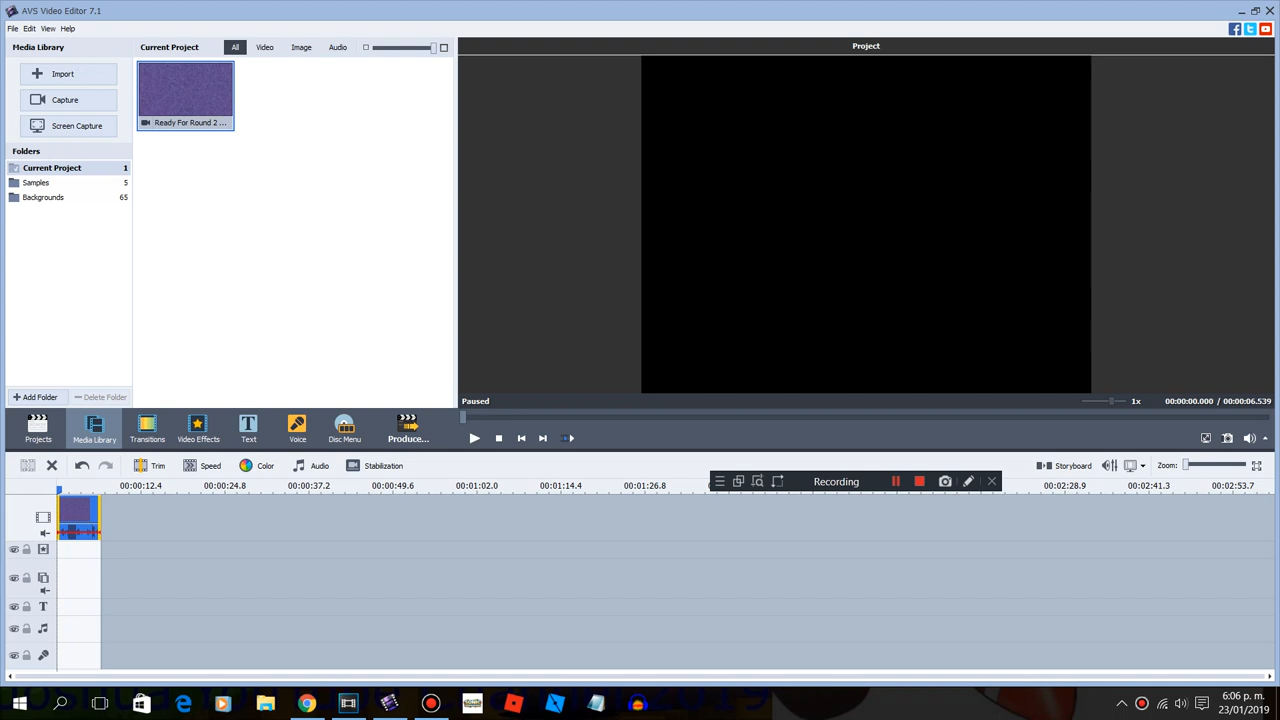 AVS Video Editor 7.1
File Edit View Help
Media Library
Current Project All Video Image Audio
Project
Import
Capture
Screen Capture
Ready For Round 2 ...
Folders
Current Project 1
Samples 5
Backgrounds 65
Add Folder Delete Folder
Paused
1x 00:00:00.000 / 00:00:06.539
Projects Media Library Transitions Video Effects Text Voice Disc Menu Produce...
Trim Speed Color Audio Stabilization
Storyboard Zoom:
Recording
00:00:12.4 00:00:24.8 00:00:37.2 00:00:49.6 00:01:02.0 00:01:14.4 00:01:26.8 00:02:28.9 00:02:41.3 00:02:53.7
T
6:06 p. m.
23/01/2019